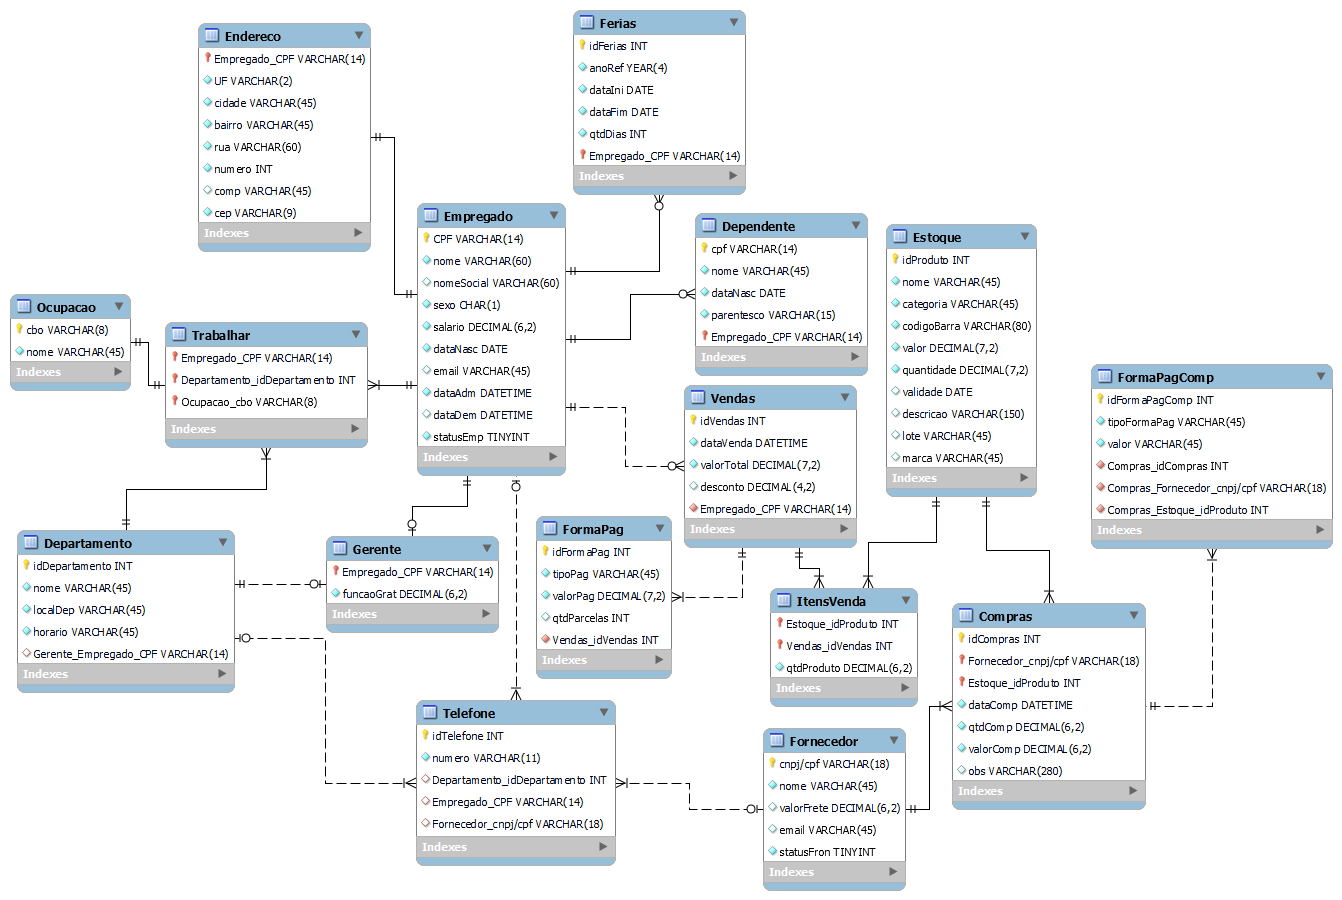 Endereco
Empregado_CPF VARCHAR(14)
UF VARCHAR(2)
cidade VARCHAR(45)
bairro VARCHAR(45)
rua VARCHAR(60)
numero INT
comp VARCHAR(45)
cep VARCHAR(9)
Indexes
Ferias
idFerias INT
anoRef YEAR(4)
dataIni DATE
dataFim DATE
qtdDias INT
Empregado_CPF VARCHAR(14)
Indexes
Empregado
CPF VARCHAR(14)
nome VARCHAR(60)
nomeSocial VARCHAR(60)
sexo CHAR(1)
salario DECIMAL(6,2)
dataNasc DATE
email VARCHAR(45)
dataAdm DATETIME
dataDem DATETIME
statusEmp TINYINT
Indexes
Dependente
cpf VARCHAR(14)
nome VARCHAR(45)
dataNasc DATE
parentesco VARCHAR(15)
Empregado_CPF VARCHAR(14)
Indexes
Estoque
idProduto INT
nome VARCHAR(45)
categoria VARCHAR(45)
codigoBarra VARCHAR(80)
valor DECIMAL(7,2)
quantidade DECIMAL(7,2)
validade DATE
descricao VARCHAR(150)
lote VARCHAR(45)
marca VARCHAR(45)
Indexes
Ocupacao
cbo VARCHAR(8)
nome VARCHAR(45)
Indexes
Trabalhar
Empregado_CPF VARCHAR(14)
Departamento_idDepartamento INT
Ocupacao_cbo VARCHAR(8)
Indexes
FormaPagComp
idFormaPagComp INT
tipoFormaPag VARCHAR(45)
valor VARCHAR(45)
Compras_idCompras INT
Compras_Fornecedor_cnpj/cpf VARCHAR(18)
Compras_Estoque_idProduto INT
Indexes
Vendas
idVendas INT
dataVenda DATETIME
valorTotal DECIMAL(7,2)
desconto DECIMAL(4,2)
Empregado_CPF VARCHAR(14)
Indexes
Departamento
idDepartamento INT
nome VARCHAR(45)
localDep VARCHAR(45)
horario VARCHAR(45)
Gerente_Empregado_CPF VARCHAR(14)
Indexes
Gerente
Empregado_CPF VARCHAR(14)
funcaoGrat DECIMAL(6,2)
Indexes
FormaPag
idFormaPag INT
tipoPag VARCHAR(45)
valorPag DECIMAL(7,2)
qtdParcelas INT
Vendas_idVendas INT
Indexes
ItensVenda
Estoque_idProduto INT
Vendas_idVendas INT
qtdProduto DECIMAL(6,2)
Indexes
Compras
idCompras INT
Fornecedor_cnpj/cpf VARCHAR(18)
Estoque_idProduto INT
dataComp DATETIME
qtdComp DECIMAL(6,2)
valorComp DECIMAL(6,2)
obs VARCHAR(280)
Indexes
Telefone
idTelefone INT
numero VARCHAR(11)
Departamento_idDepartamento INT
Empregado_CPF VARCHAR(14)
Fornecedor_cnpj/cpf VARCHAR(18)
Indexes
Fornecedor
cnpj/cpf VARCHAR(18)
nome VARCHAR(45)
valorFrete DECIMAL(6,2)
email VARCHAR(45)
statusFron TINYINT
Indexes